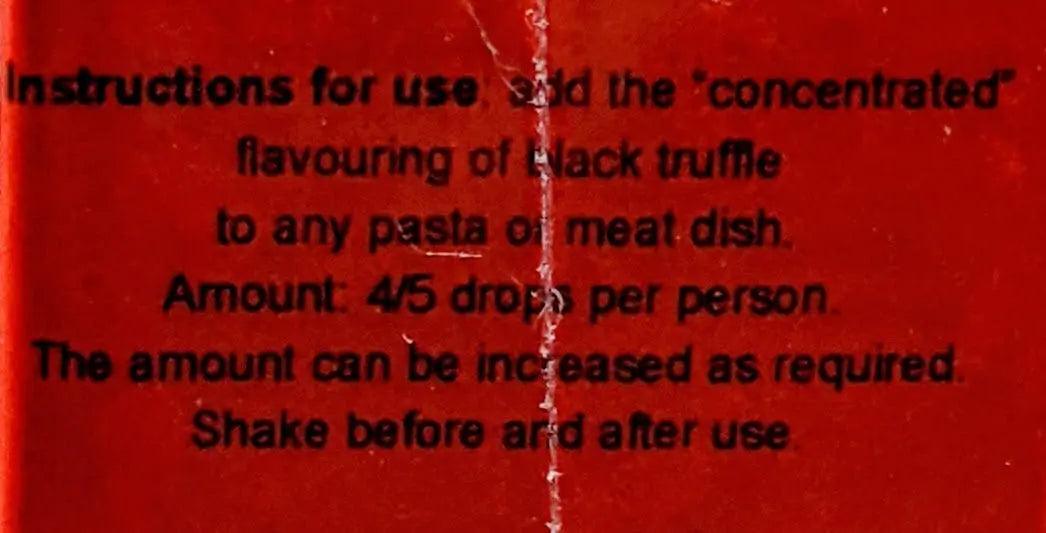 Instructions for use: add the "concentrated"
flavouring of black truffle
to any pasta or meat dish.
Amount: 4/5 drops per person.
The amount can be increased as required.
Shake before and after use.